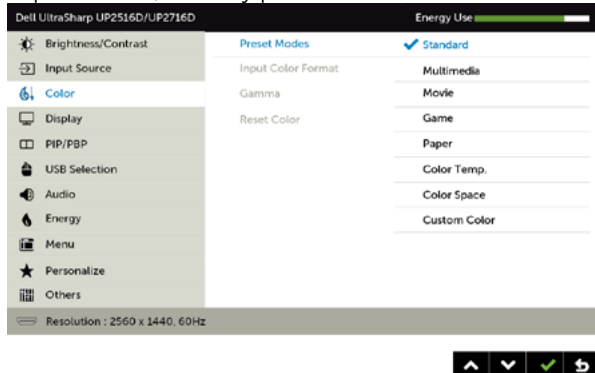 Dell UltraSharp UP2516D/UP2716D
Energy Use
Brightness/Contrast
Preset Modes
Standard
Input Source
Input Color Format
Multimedia
Color
Gamma
Movie
Display
Reset Color
Game
PIP/PBP
Paper
USB Selection
Color Temp.
Audio
Color Space
Energy
Custom Color
Menu
Personalize
Others
Resolution : 2560 x 1440, 60Hz